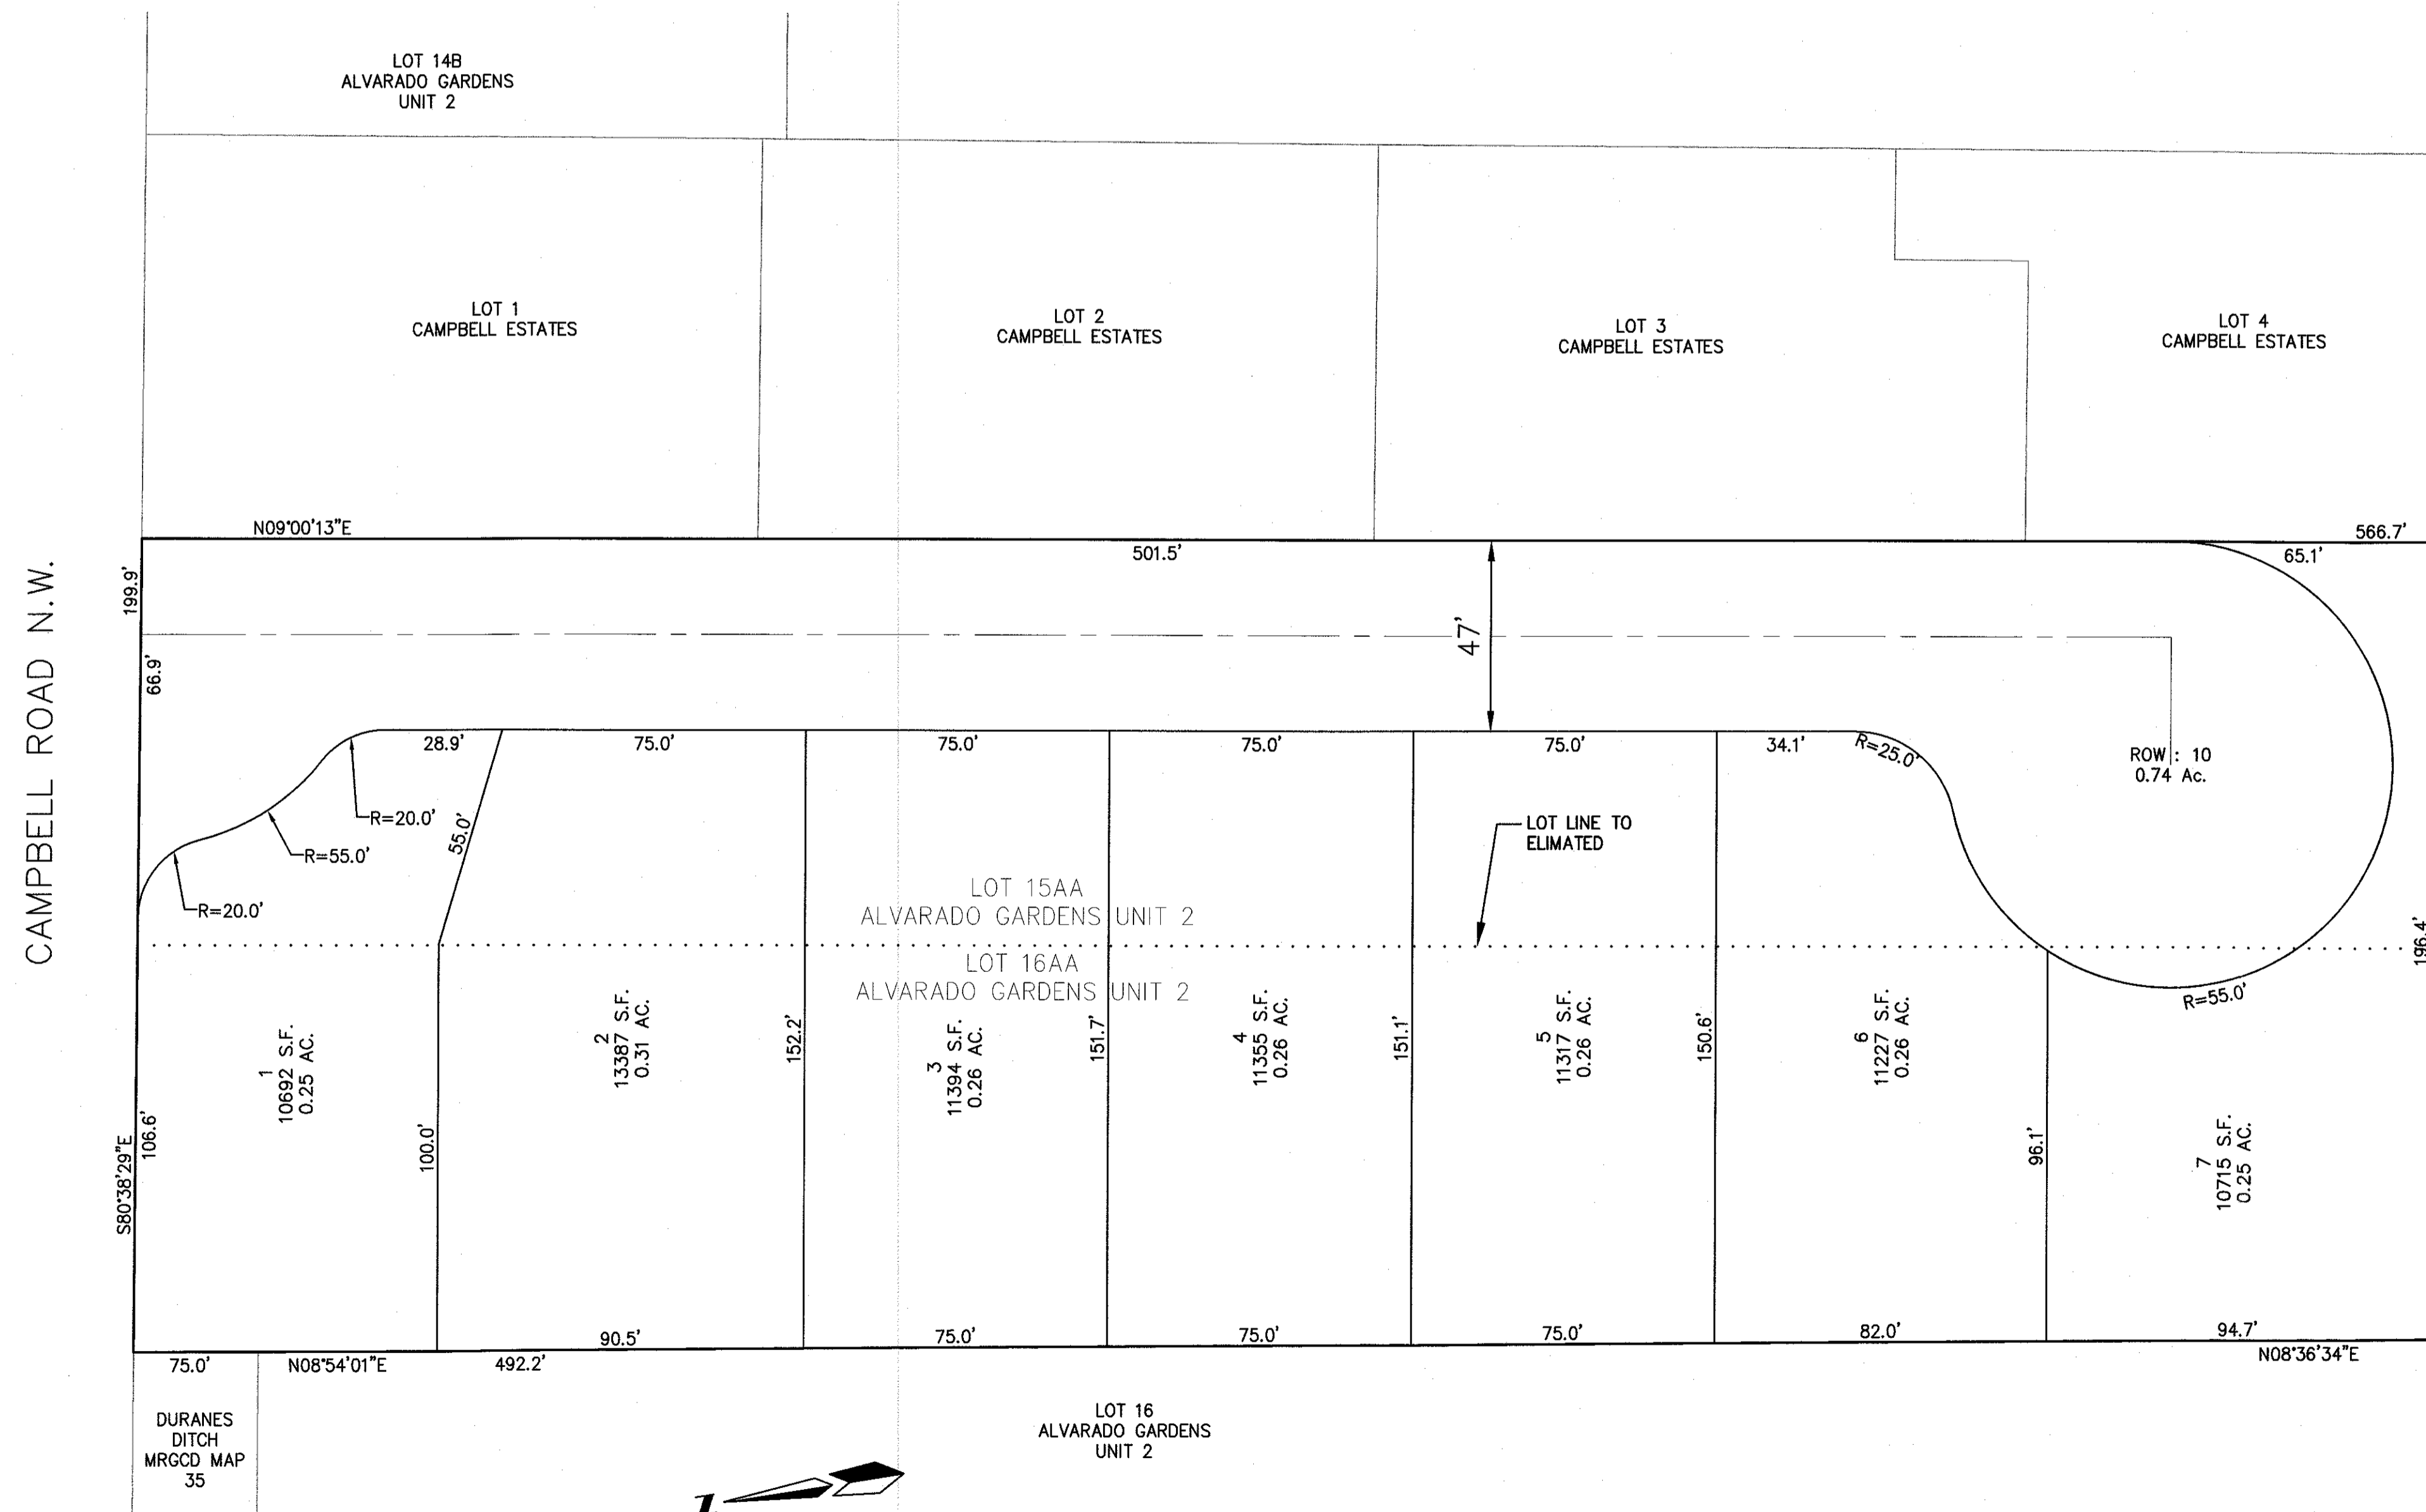 LOT 14B
ALVARADO GARDENS
UNIT 2
LOT 1
CAMPBELL ESTATES
LOT 2
CAMPBELL ESTATES
LOT 3
CAMPBELL ESTATES
LOT 4
CAMPBELL ESTATES
N09°00'13"E
501.5'
566.7'
65.1'
CAMPBELL ROAD N.W.
199.9'
66.9'
47'
28.9'
75.0'
75.0'
75.0'
75.0'
34.1'
R=25.0'
ROW : 10
0.74 Ac.
R=20.0'
R=55.0'
R=20.0'
55.0'
LOT LINE TO
ELIMATED
LOT 15AA
ALVARADO GARDENS UNIT 2
LOT 16AA
ALVARADO GARDENS UNIT 2
196.4'
R=55.0'
S80°38'29"E
106.6'
1
10692 S.F.
0.25 AC.
100.0'
2
13387 S.F.
0.31 AC.
152.2'
3
11394 S.F.
0.26 AC.
151.7'
4
11355 S.F.
0.26 AC.
151.1'
5
11317 S.F.
0.26 AC.
150.6'
6
11227 S.F.
0.26 AC.
96.1'
7
10715 S.F.
0.25 AC.
90.5'
75.0'
75.0'
75.0'
82.0'
94.7'
75.0'
N08°54'01"E
492.2'
N08°36'34"E
DURANES
DITCH
MRGCD MAP
35
LOT 16
ALVARADO GARDENS
UNIT 2